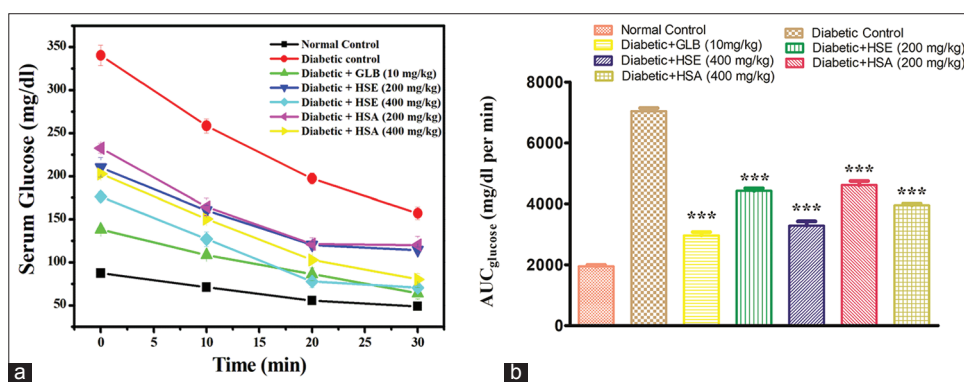 Normal Control
Diabetic control
Diabetic + GLB (10 mg/kg)
Diabetic + HSE (200 mg/kg)
Diabetic + HSE (400 mg/kg)
Diabetic + HSA (200 mg/kg)
Diabetic + HSA (400 mg/kg)
Serum Glucose (mg/dl)
350
300
250
200
150
100
50
0 5 10 15 20 25 30
Time (min)
a
Normal Control Diabetic Control
Diabetic+GLB (10mg/kg) Diabetic+HSE (200 mg/kg)
Diabetic+HSE (400 mg/kg) Diabetic+HSA (200 mg/kg)
Diabetic+HSA (400 mg/kg)
AUCglucose (mg/dl per min)
8000
6000
4000
2000
0
*** *** *** *** ***
b